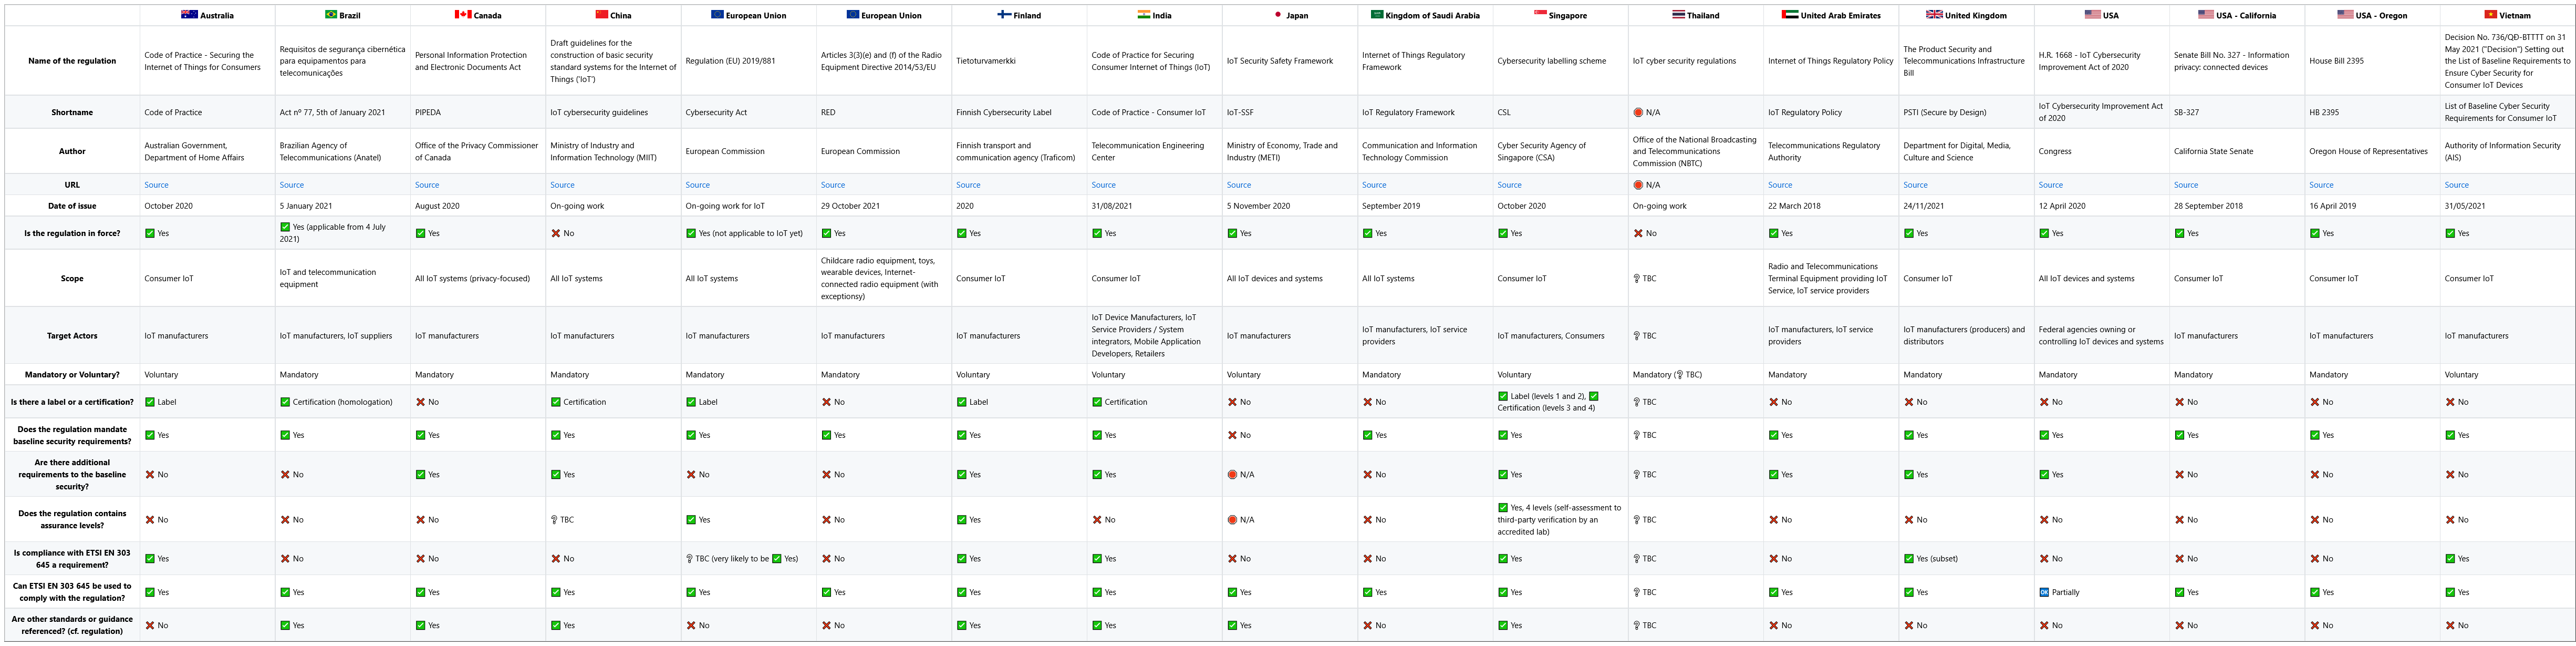 Australia Brazil Canada China European Union European Union Finland India Japan Kingdom of Saudi Arabia Singapore Thailand United Arab Emirates United Kingdom USA USA - California USA - Oregon Vietnam
Name of the regulation
Code of Practice - Securing the
Internet of Things for Consumers
Requisitos de segurança cibernética
para equipamentos para
telecomunicações
Personal Information Protection
and Electronic Documents Act
Draft guidelines for the
construction of basic security
standard systems for the Internet of
Things ('IoT')
Regulation (EU) 2019/881
Articles 3(3)(e) and (f) of the Radio
Equipment Directive 2014/53/EU
Tietoturvamerkki
Code of Practice for Securing
Consumer Internet of Things (IoT)
IoT Security Safety Framework
Internet of Things Regulatory
Framework
Cybersecurity labelling scheme
IoT cyber security regulations
Internet of Things Regulatory Policy
The Product Security and
Telecommunications Infrastructure
Bill
H.R. 1668 - IoT Cybersecurity
Improvement Act of 2020
Senate Bill No. 327 - Information
privacy: connected devices
House Bill 2395
Decision No. 736/QĐ-BTTTT on 31
May 2021 ("Decision") Setting out
the List of Baseline Requirements to
Ensure Cyber Security for
Consumer IoT Devices
Shortname
Code of Practice
Act nº 77, 5th of January 2021
PIPEDA
IoT cybersecurity guidelines
Cybersecurity Act
RED
Finnish Cybersecurity Label
Code of Practice - Consumer IoT
IoT-SSF
IoT Regulatory Framework
CSL
N/A
IoT Regulatory Policy
PSTI (Secure by Design)
IoT Cybersecurity Improvement Act
of 2020
SB-327
HB 2395
List of Baseline Cyber Security
Requirements for Consumer IoT
Author
Australian Government,
Department of Home Affairs
Brazilian Agency of
Telecommunications (Anatel)
Office of the Privacy Commissioner
of Canada
Ministry of Industry and
Information Technology (MIIT)
European Commission
European Commission
Finnish transport and
communication agency (Traficom)
Telecommunication Engineering
Center
Ministry of Economy, Trade and
Industry (METI)
Communication and Information
Technology Commission
Cyber Security Agency of
Singapore (CSA)
Office of the National Broadcasting
and Telecommunications
Commission (NBTC)
Telecommunications Regulatory
Authority
Department for Digital, Media,
Culture and Science
Congress
California State Senate
Oregon House of Representatives
Authority of Information Security
(AIS)
URL Source Source Source Source Source Source Source Source Source Source Source N/A Source Source Source Source Source Source
Date of issue October 2020 5 January 2021 August 2020 On-going work On-going work for IoT 29 October 2021 2020 31/08/2021 5 November 2020 September 2019 October 2020 On-going work 22 March 2018 24/11/2021 12 April 2020 28 September 2018 16 April 2019 31/05/2021
Is the regulation in force?
Yes
Yes (applicable from 4 July
2021)
Yes
No
Yes (not applicable to IoT yet)
Yes
Yes
Yes
Yes
Yes
Yes
No
Yes
Yes
Yes
Yes
Yes
Yes
Scope
Consumer IoT
IoT and telecommunication
equipment
All IoT systems (privacy-focused)
All IoT systems
All IoT systems
Childcare radio equipment, toys,
wearable devices, Internet-
connected radio equipment (with
exceptionsy)
Consumer IoT
Consumer IoT
All IoT devices and systems
All IoT systems
Consumer IoT
TBC
Radio and Telecommunications
Terminal Equipment providing IoT
Service, IoT service providers
Consumer IoT
All IoT devices and systems
Consumer IoT
Consumer IoT
Consumer IoT
Target Actors
IoT manufacturers
IoT manufacturers, IoT suppliers
IoT manufacturers
IoT manufacturers
IoT manufacturers
IoT manufacturers
IoT manufacturers
IoT Device Manufacturers, IoT
Service Providers / System
integrators, Mobile Application
Developers, Retailers
IoT manufacturers
IoT manufacturers, IoT service
providers
IoT manufacturers, Consumers
TBC
IoT manufacturers, IoT service
providers
IoT manufacturers (producers) and
distributors
Federal agencies owning or
controlling IoT devices and systems
IoT manufacturers
IoT manufacturers
IoT manufacturers
Mandatory or Voluntary? Voluntary Mandatory Mandatory Mandatory Mandatory Mandatory Voluntary Voluntary Voluntary Mandatory Voluntary Mandatory (TBC) Mandatory Mandatory Mandatory Mandatory Mandatory Voluntary
Is there a label or a certification?
Label
Certification (homologation)
No
Certification
Label
No
Label
Certification
No
No
Label (levels 1 and 2),
Certification (levels 3 and 4)
TBC
No
No
No
No
No
No
Does the regulation mandate
baseline security requirements?
Yes Yes Yes Yes Yes Yes Yes Yes No Yes Yes TBC Yes Yes Yes Yes Yes Yes
Are there additional
requirements to the baseline
security?
No No Yes Yes No No Yes Yes N/A No Yes TBC Yes Yes Yes No No No
Does the regulation contains
assurance levels?
No
No
No
TBC
Yes
No
Yes
No
N/A
No
Yes, 4 levels (self-assessment to
third-party verification by an
accredited lab)
TBC
No
No
No
No
No
No
Is compliance with ETSI EN 303
645 a requirement?
Yes No No No TBC (very likely to be Yes) No Yes Yes No No Yes TBC No Yes (subset) No No No Yes
Can ETSI EN 303 645 be used to
comply with the regulation?
Yes Yes Yes Yes Yes Yes Yes Yes Yes Yes Yes TBC Yes Yes OK Partially Yes Yes Yes
Are other standards or guidance
referenced? (cf. regulation)
No Yes Yes Yes No No Yes Yes Yes No Yes TBC No No No No No No